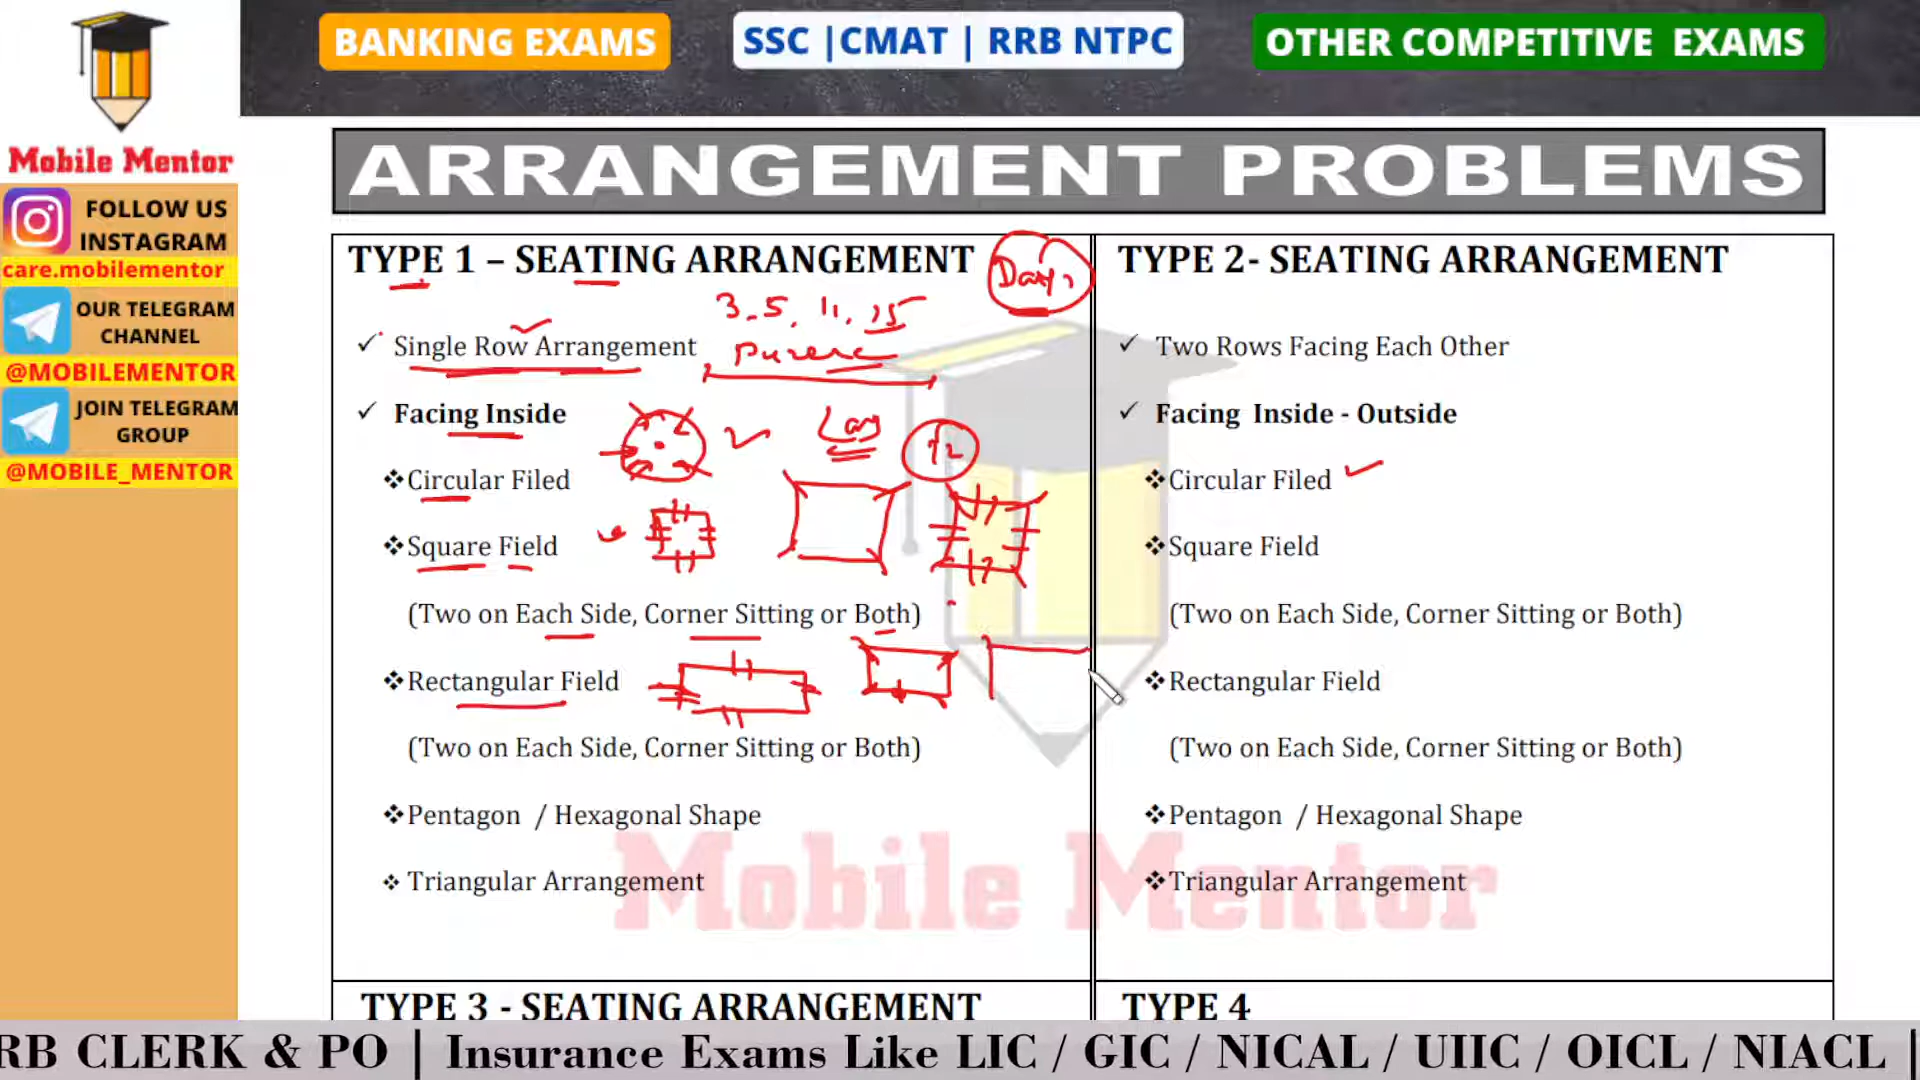 BANKING EXAMS
SSC |CMAT | RRB NTPC
OTHER COMPETITIVE EXAMS
Mobile Mentor
FOLLOW US
INSTAGRAM
care.mobilementor
OUR TELEGRAM
CHANNEL
@MOBILEMENTOR
JOIN TELEGRAM
GROUP
@MOBILE_MENTOR
ARRANGEMENT PROBLEMS
TYPE 1 – SEATING ARRANGEMENT
Day
3, 5, 11, 15
✓ Single Row Arrangement
✓ Facing Inside
12
❖Circular Filed
❖Square Field
(Two on Each Side, Corner Sitting or Both)
❖Rectangular Field
(Two on Each Side, Corner Sitting or Both)
❖Pentagon / Hexagonal Shape
❖ Triangular Arrangement
TYPE 2- SEATING ARRANGEMENT
✓ Two Rows Facing Each Other
✓ Facing Inside - Outside
❖Circular Filed
❖Square Field
(Two on Each Side, Corner Sitting or Both)
❖Rectangular Field
(Two on Each Side, Corner Sitting or Both)
❖Pentagon / Hexagonal Shape
❖Triangular Arrangement
Mobile Mentor
TYPE 3 - SEATING ARRANGEMENT
TYPE 4
RB CLERK & PO | Insurance Exams Like LIC / GIC / NICAL / UIIC / OICL / NIACL |